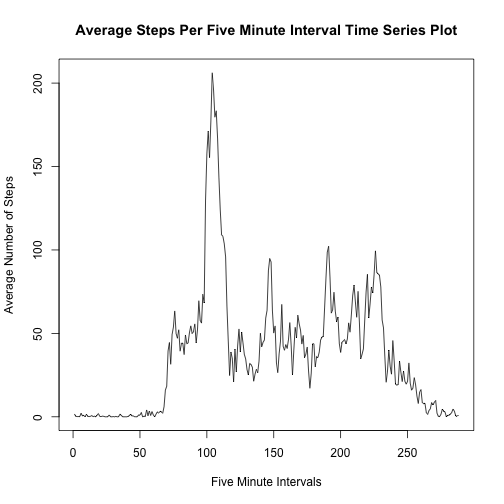 Average Steps Per Five Minute Interval Time Series Plot
Average Number of Steps
200
150
100
50
0
0 50 100 150 200 250
Five Minute Intervals